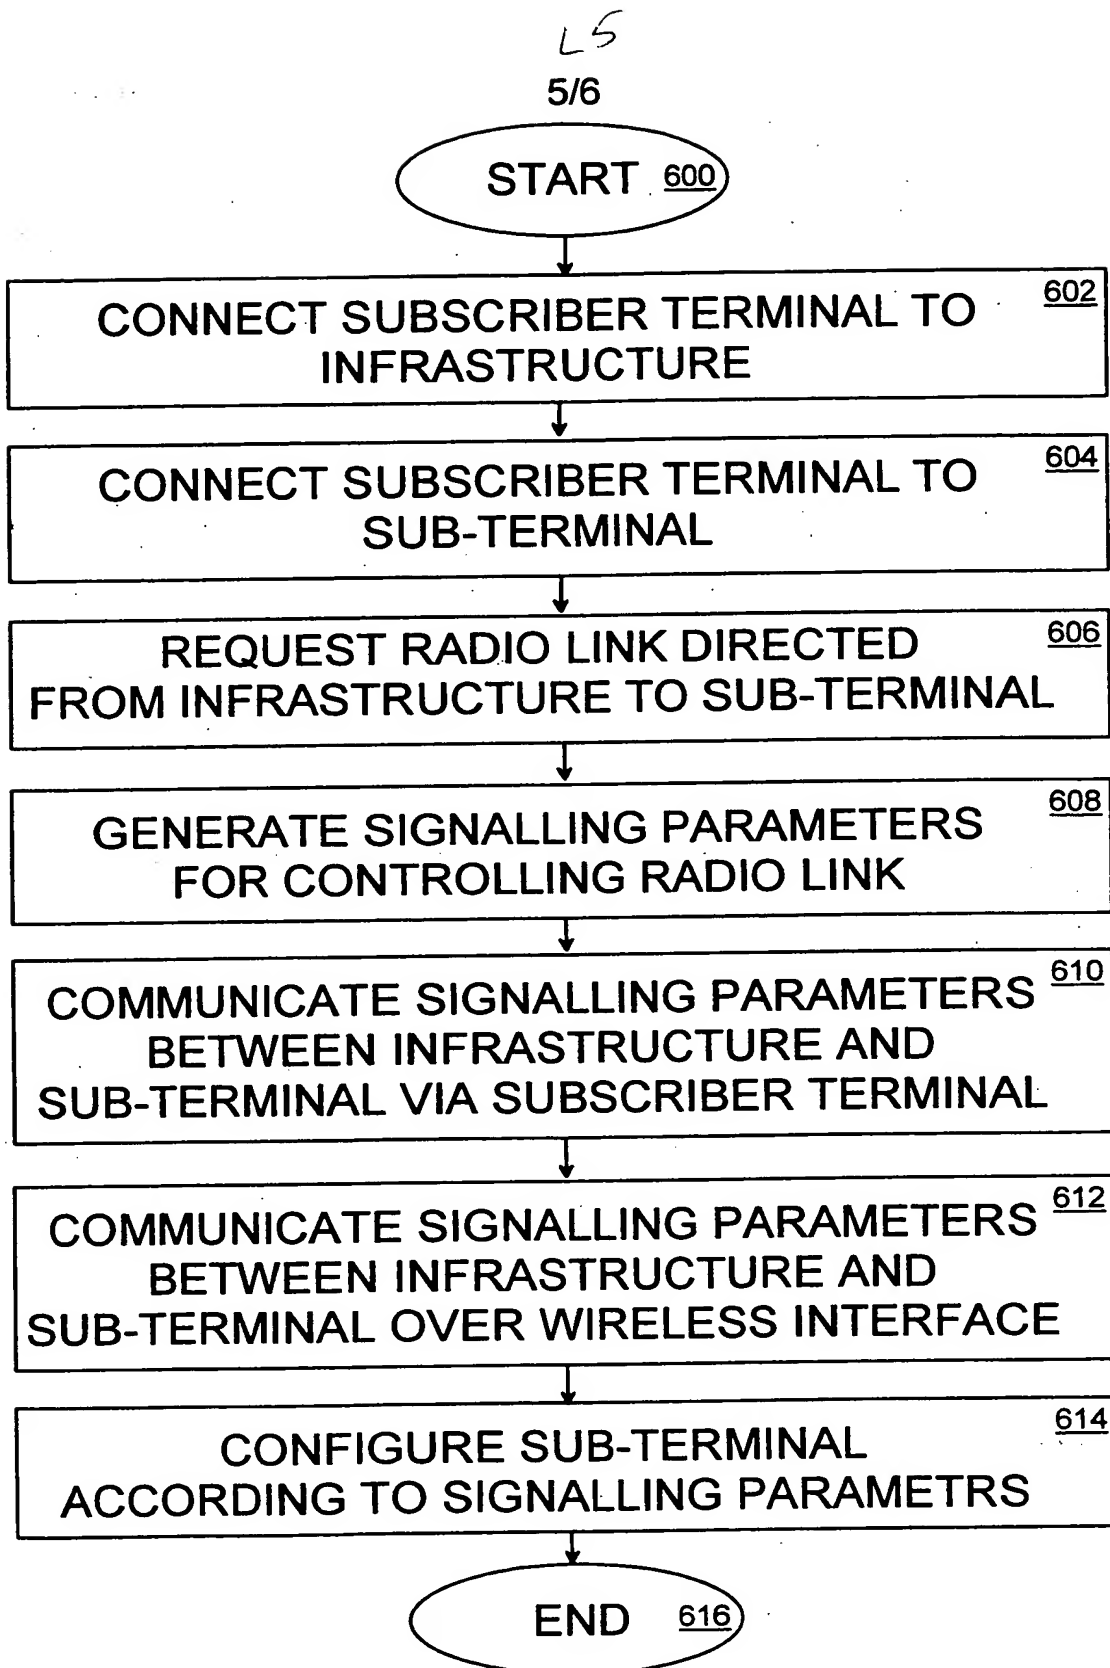 L5
5/6
START 600
602
CONNECT SUBSCRIBER TERMINAL TO
INFRASTRUCTURE
604
CONNECT SUBSCRIBER TERMINAL TO
SUB-TERMINAL
606
REQUEST RADIO LINK DIRECTED
FROM INFRASTRUCTURE TO SUB-TERMINAL
608
GENERATE SIGNALLING PARAMETERS
FOR CONTROLLING RADIO LINK
610
COMMUNICATE SIGNALLING PARAMETERS
BETWEEN INFRASTRUCTURE AND
SUB-TERMINAL VIA SUBSCRIBER TERMINAL
612
COMMUNICATE SIGNALLING PARAMETERS
BETWEEN INFRASTRUCTURE AND
SUB-TERMINAL OVER WIRELESS INTERFACE
614
CONFIGURE SUB-TERMINAL
ACCORDING TO SIGNALLING PARAMETRS
END 616